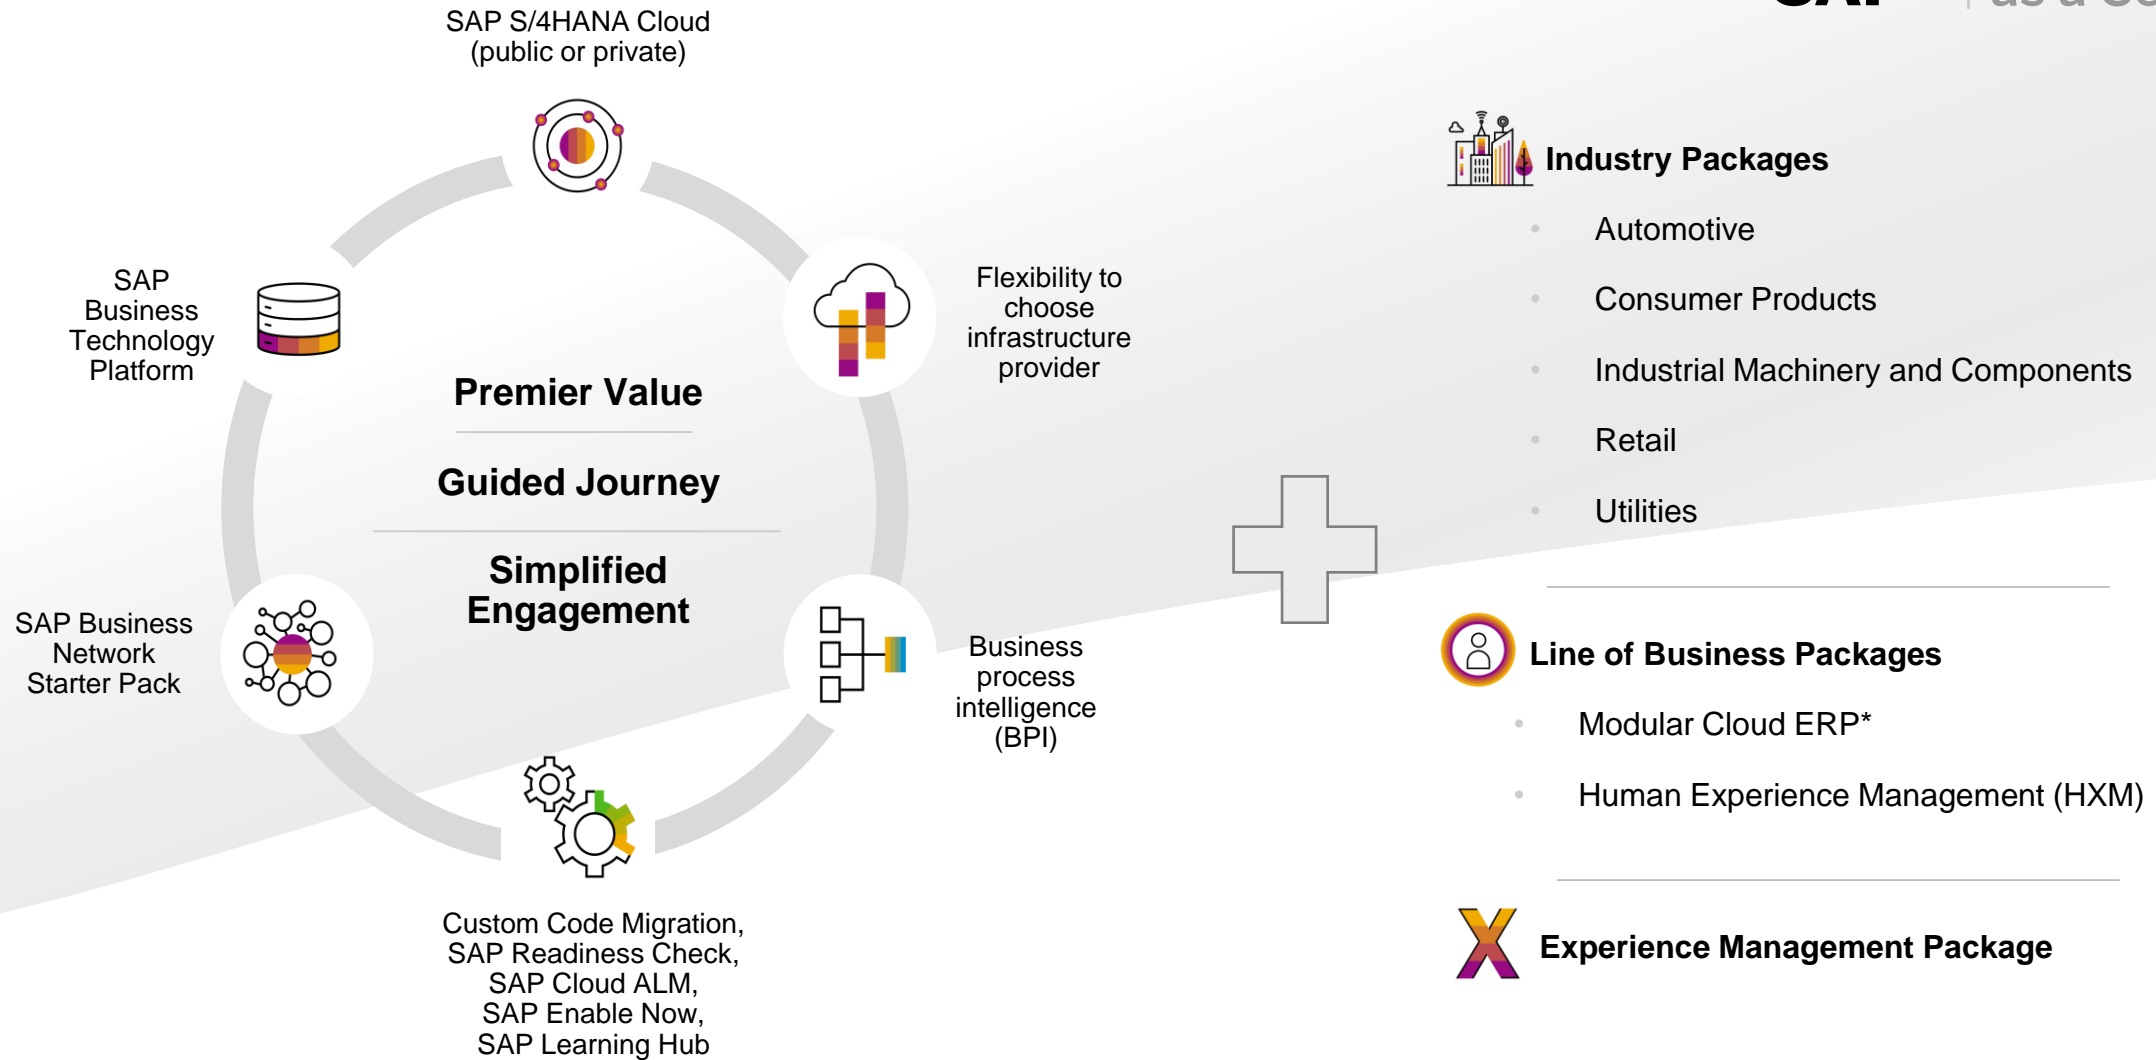 SAP S/4HANA Cloud
(public or private)
SAP
Business
Technology
Platform
Flexibility to
choose
infrastructure
provider
Premier Value
Guided Journey
Simplified
Engagement
SAP Business
Network
Starter Pack
Business
process
intelligence
(BPI)
Custom Code Migration,
SAP Readiness Check,
SAP Cloud ALM,
SAP Enable Now,
SAP Learning Hub
Industry Packages
• Automotive
• Consumer Products
• Industrial Machinery and Components
• Retail
• Utilities
Line of Business Packages
• Modular Cloud ERP*
• Human Experience Management (HXM)
Experience Management Package